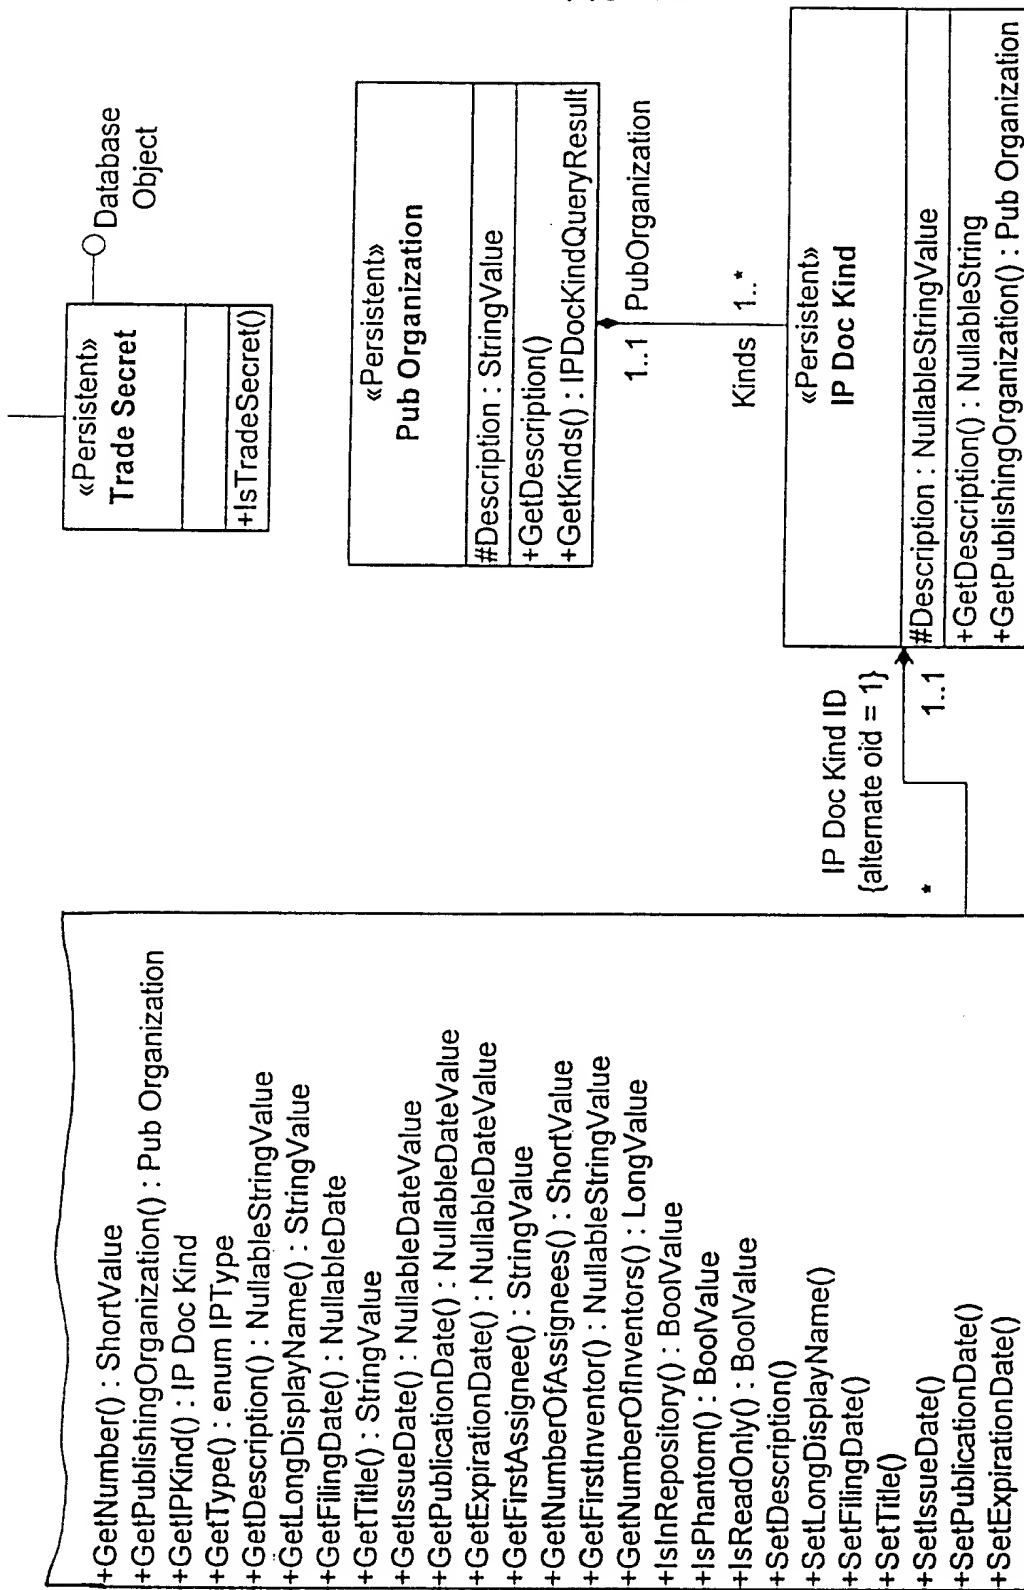 +GetNumber() : ShortValue
+GetPublishingOrganization() : Pub Organization
+GetIPKind() : IP Doc Kind
+GetType() : enum IPType
+GetDescription() : NullableStringValue
+GetLongDisplayName() : StringValue
+GetFilingDate() : NullableDate
+GetTitle() : StringValue
+GetIssueDate() : NullableDateValue
+GetPublicationDate() : NullableDateValue
+GetExpirationDate() : NullableDateValue
+GetFirstAssignee() : StringValue
+GetNumberOfAssignees() : ShortValue
+GetFirstInventor() : NullableStringValue
+GetNumberOfInventors() : LongValue
+IsInRepository() : BoolValue
+IsPhantom() : BoolValue
+IsReadOnly() : BoolValue
+SetDescription()
+SetLongDisplayName()
+SetFilingDate()
+SetTitle()
+SetIssueDate()
+SetPublicationDate()
+SetExpirationDate()
IP Doc Kind ID
{alternate oid = 1}
*
1..1
«Persistent»
Trade Secret
+IsTradeSecret()
Database
Object
«Persistent»
Pub Organization
#Description : StringValue
+GetDescription()
+GetKinds() : IPDocKindQueryResult
1..1 PubOrganization
Kinds 1..*
«Persistent»
IP Doc Kind
#Description : NullableStringValue
+GetDescription() : NullableString
+GetPublishingOrganization() : Pub Organization